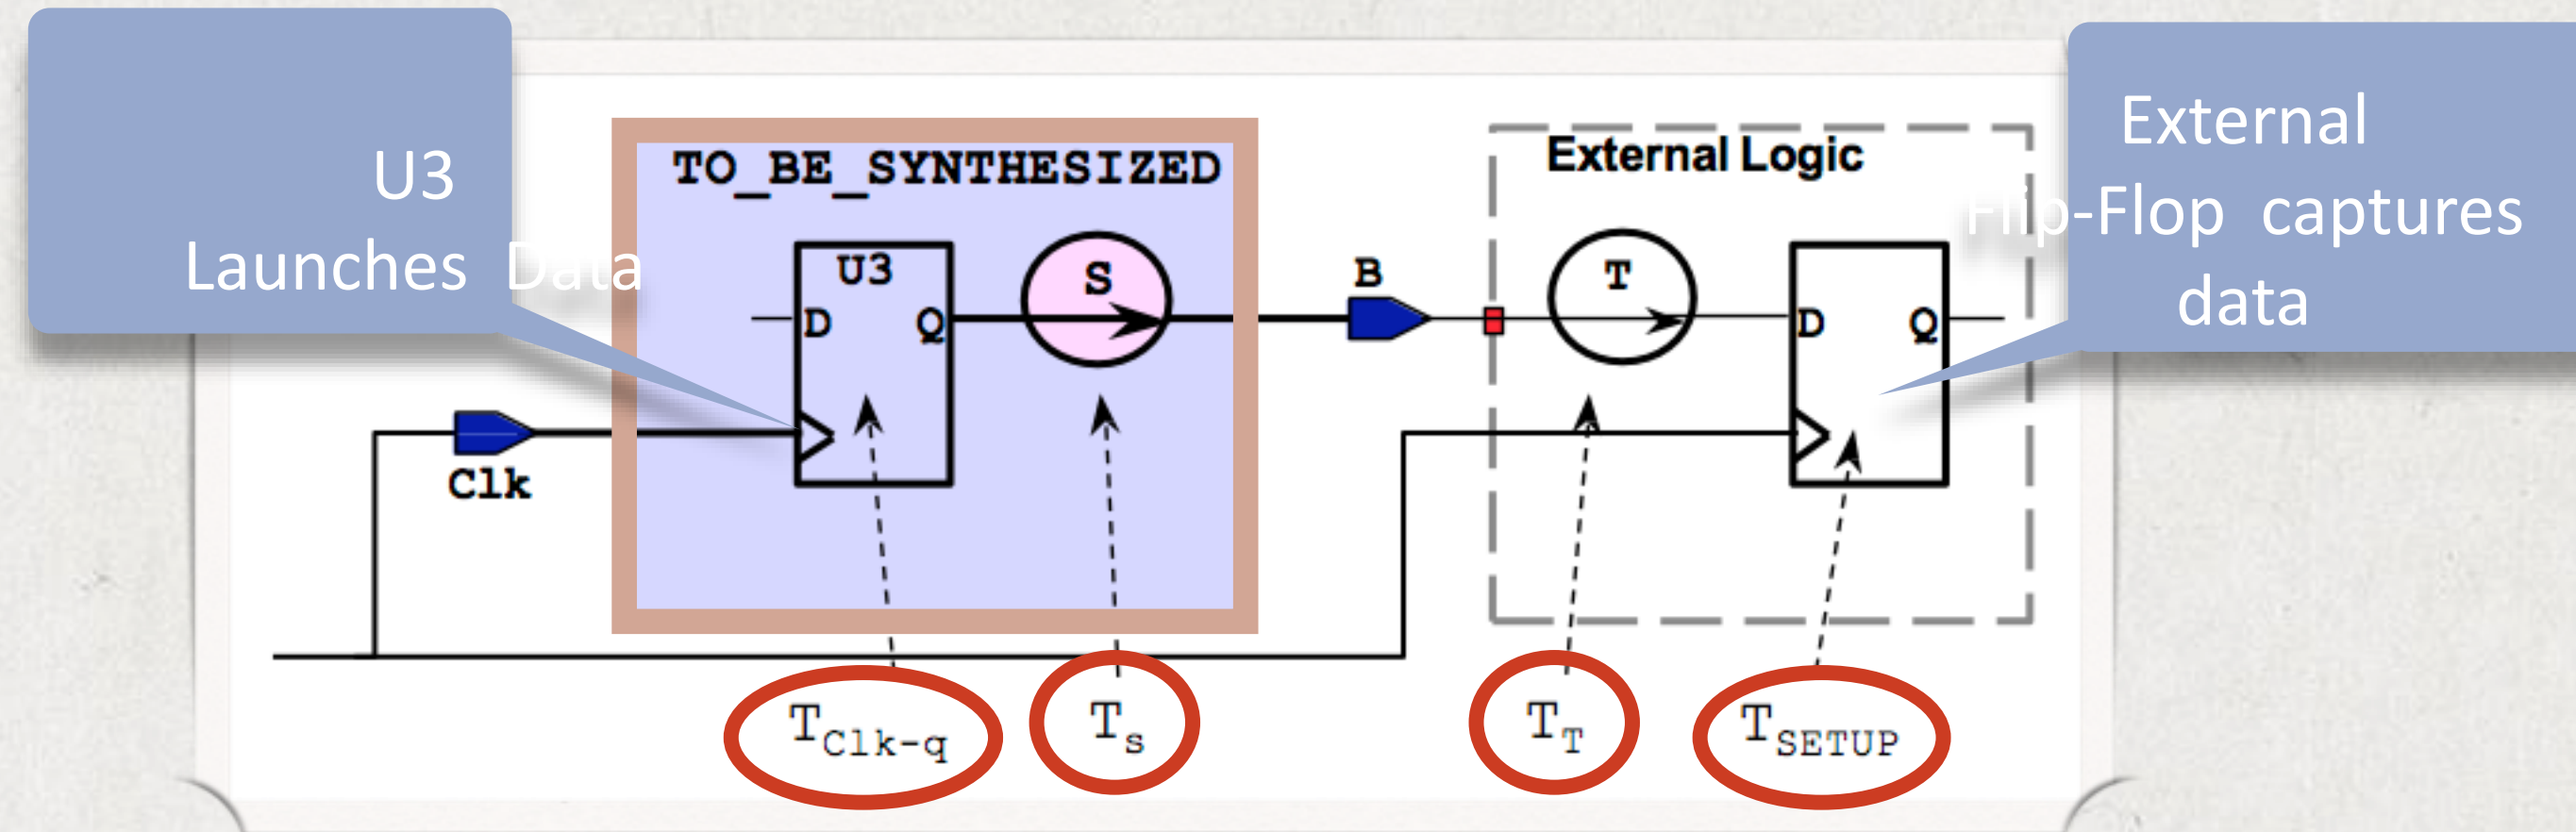 U3
Launches Data
External
Flip-Flop captures
data
TO_BE_SYNTHESIZED
External Logic
U3
S
B
T
D
Q
D
Q
Clk
TClk-q
Ts
TT
TSETUP